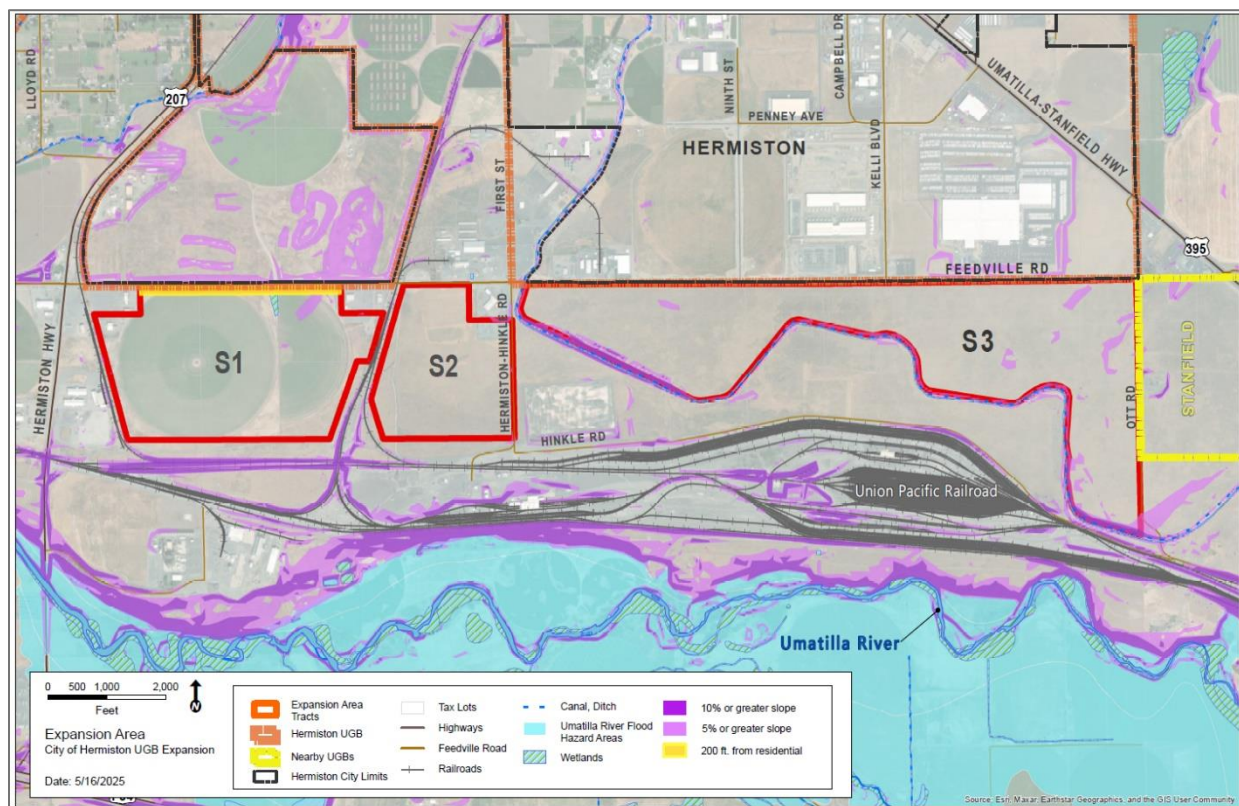 LLOYD RD
207
FIRST ST
NINTH ST
CAMPBELL DR
PENNEY AVE
HERMISTON
KELLI BLVD
UMATILLA-STANFIELD HWY
395
FEEDVILLE RD
HERMISTON HWY
S1
S2
HERMISTON-HINKLE RD
S3
OTT RD
STANFIELD
HINKLE RD
Union Pacific Railroad
Umatilla River
0 500 1,000 2,000
Feet
N
Expansion Area
City of Hermiston UGB Expansion
Date: 5/16/2025
Expansion Area
Tracts
Hermiston UGB
Nearby UGBs
Hermiston City Limits
Tax Lots
Highways
Feedville Road
Railroads
Canal, Ditch
Umatilla River Flood
Hazard Areas
Wetlands
10% or greater slope
5% or greater slope
200 ft. from residential
Source: Esri, Maxar, Earthstar Geographics, and the GIS User Community